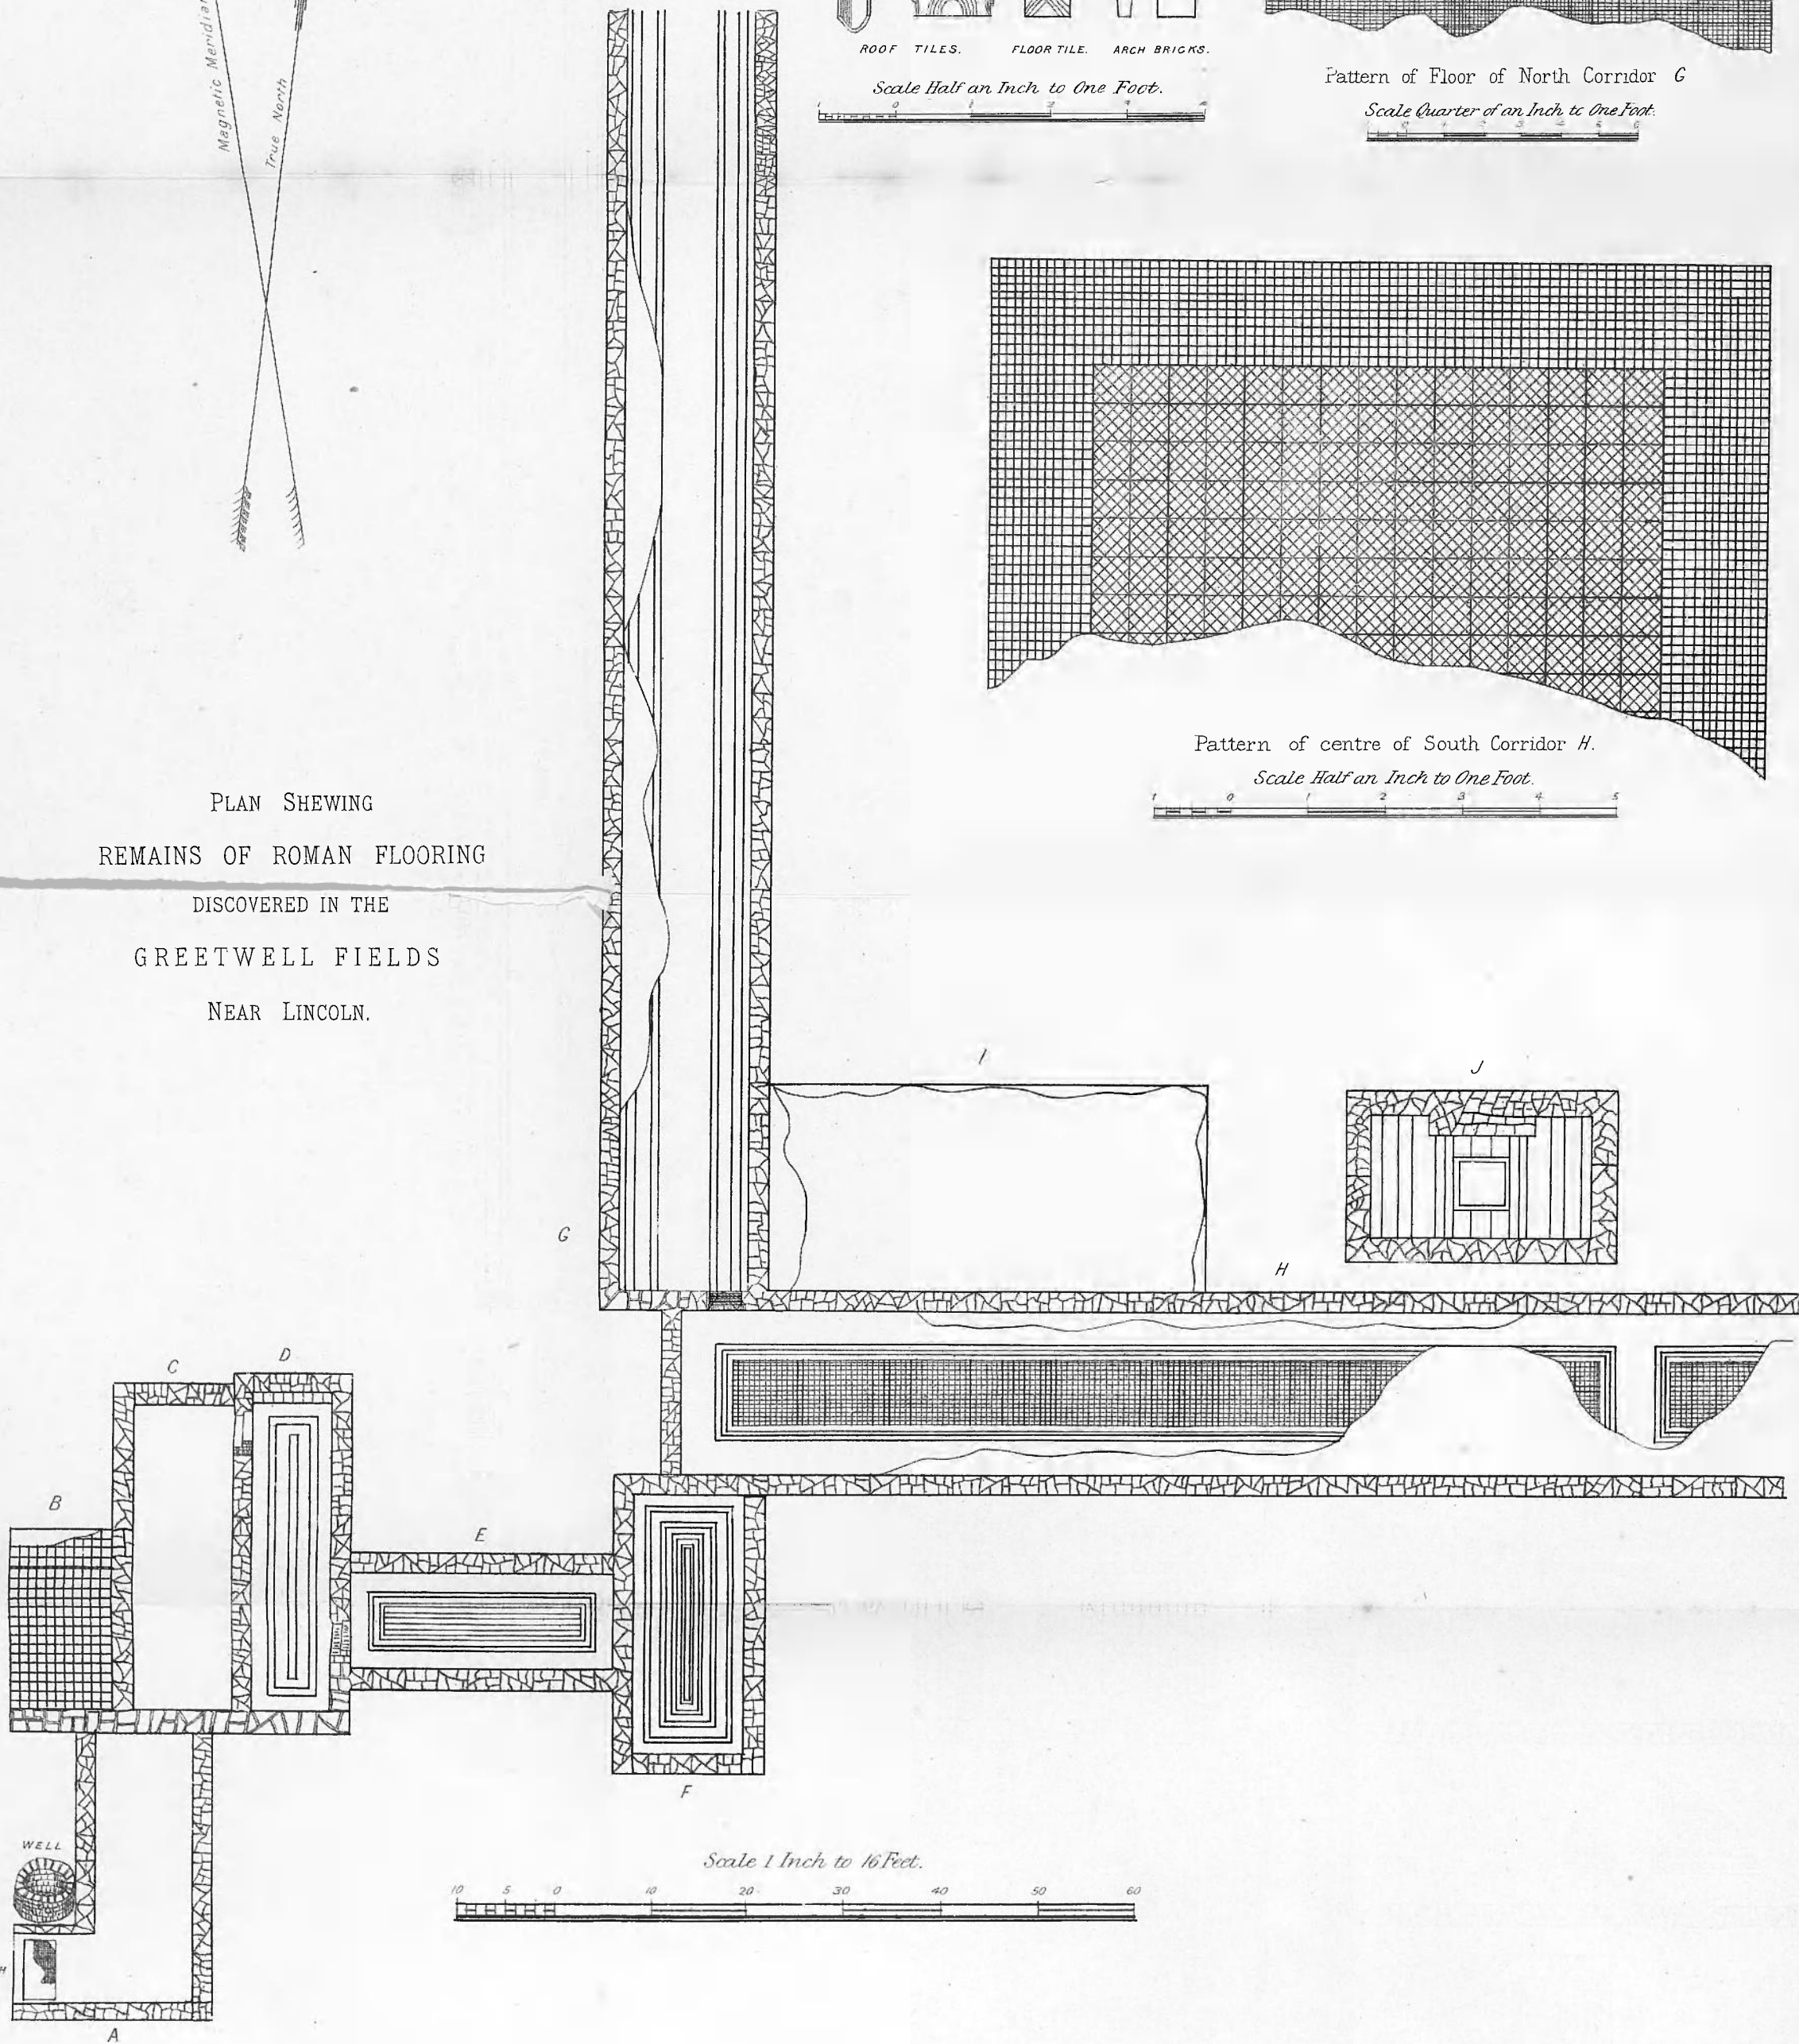 Magnetic Meridian
True North
ROOF TILES.
FLOOR TILE.
ARCH BRICKS.
Scale Half an Inch to One Foot.
Pattern of Floor of North Corridor G
Scale Quarter of an Inch to One Foot.
Pattern of centre of South Corridor H.
Scale Half an Inch to One Foot.
1 0 1 2 3 4 5
PLAN SHEWING
REMAINS OF ROMAN FLOORING
DISCOVERED IN THE
GREETWELL FIELDS
NEAR LINCOLN.
I
J
G
H
C
D
B
E
F
WELL
Scale 1 Inch to 16 Feet.
10 5 0 10 20 30 40 50 60
A